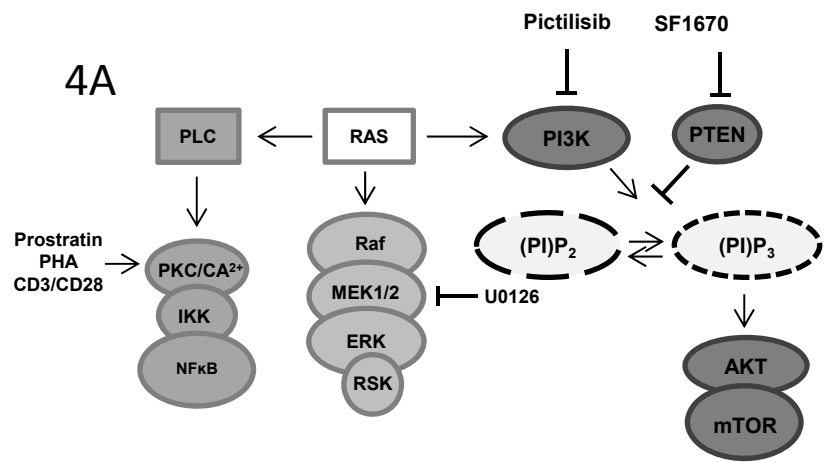 Pictilisib
SF1670
4A
PLC
RAS
PI3K
PTEN
Prostratin
PHA
CD3/CD28
PKC/CA²⁺
IKK
NFκB
Raf
MEK1/2
ERK
RSK
U0126
(PI)P₂
(PI)P₃
AKT
mTOR